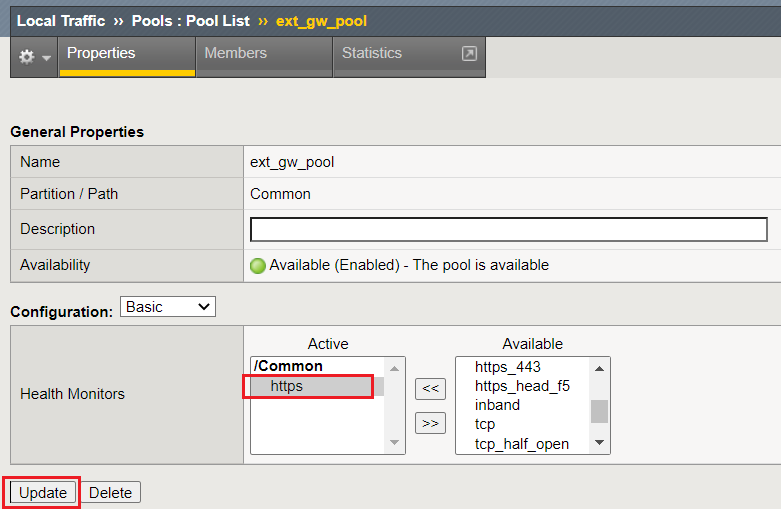 Local Traffic ›› Pools : Pool List ›› ext_gw_pool
Properties Members Statistics
General Properties
Name ext_gw_pool
Partition / Path Common
Description
Availability Available (Enabled) - The pool is available
Configuration: Basic
Active Available
/Common https_443
https https_head_f5
<< inband
Health Monitors
>> tcp
tcp_half_open
Update Delete